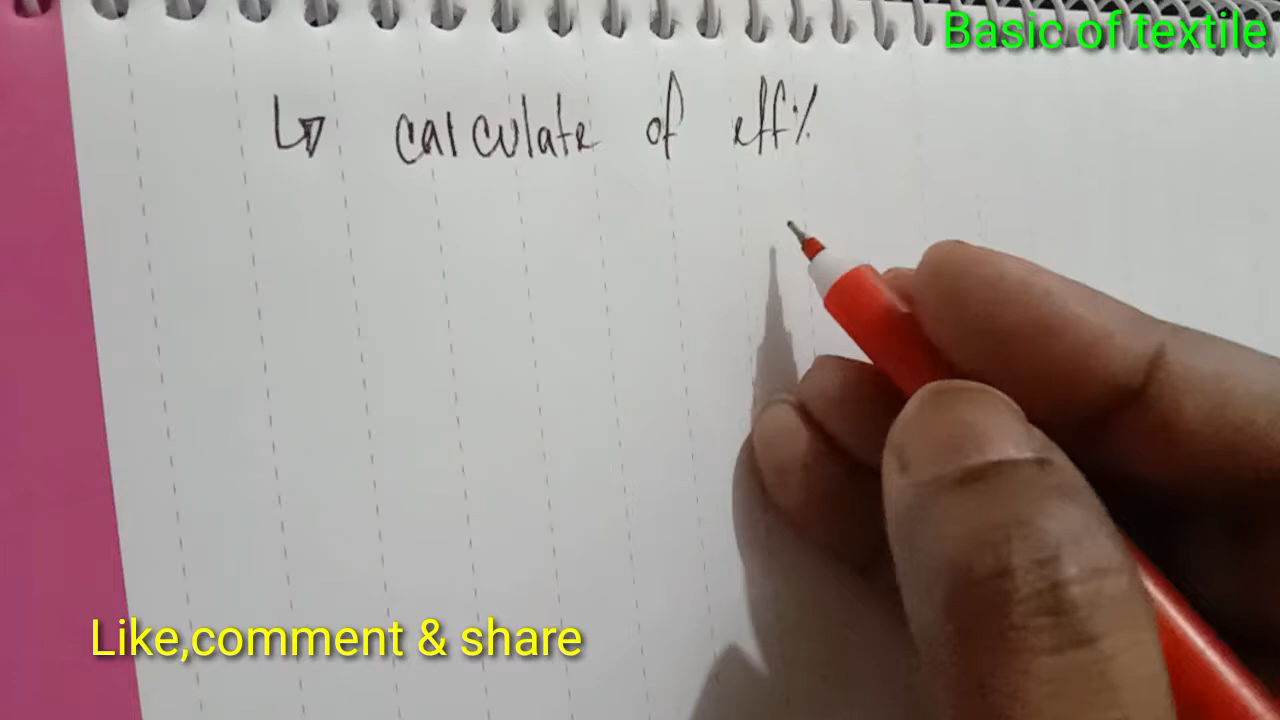 Basic of textile
calculate of eff%
Like,comment & share